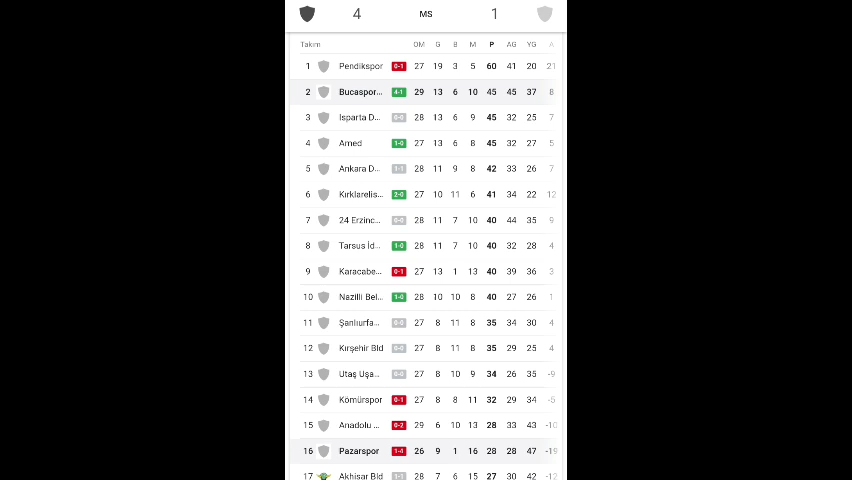 4 MS 1
Takım OM G B M P AG YG A
1 Pendikspor 0-1 27 19 3 5 60 41 20 21
2 Bucaspor... 4-1 29 13 6 10 45 45 37 8
3 Isparta D... 0-0 28 13 6 9 45 32 25 7
4 Amed 1-0 27 13 6 8 45 32 27 5
5 Ankara D... 1-1 28 11 9 8 42 33 26 7
6 Kırklarelis... 2-0 27 10 11 6 41 34 22 12
7 24 Erzinc... 0-0 28 11 7 10 40 44 35 9
8 Tarsus İd... 1-0 28 11 7 10 40 32 28 4
9 Karacabe... 0-1 27 13 1 13 40 39 36 3
10 Nazilli Bel... 1-0 28 10 10 8 40 27 26 1
11 Şanlıurfa... 0-0 27 8 11 8 35 34 30 4
12 Kırşehir Bld 0-0 27 8 11 8 35 29 25 4
13 Utaş Uşa... 0-0 27 8 10 9 34 26 35 -9
14 Kömürspor 0-1 27 8 8 11 32 29 34 -5
15 Anadolu ... 0-2 29 6 10 13 28 33 43 -10
16 Pazarspor 1-4 26 9 1 16 28 28 47 -19
17 Akhisar Bld 1-1 28 7 6 15 27 30 42 -12